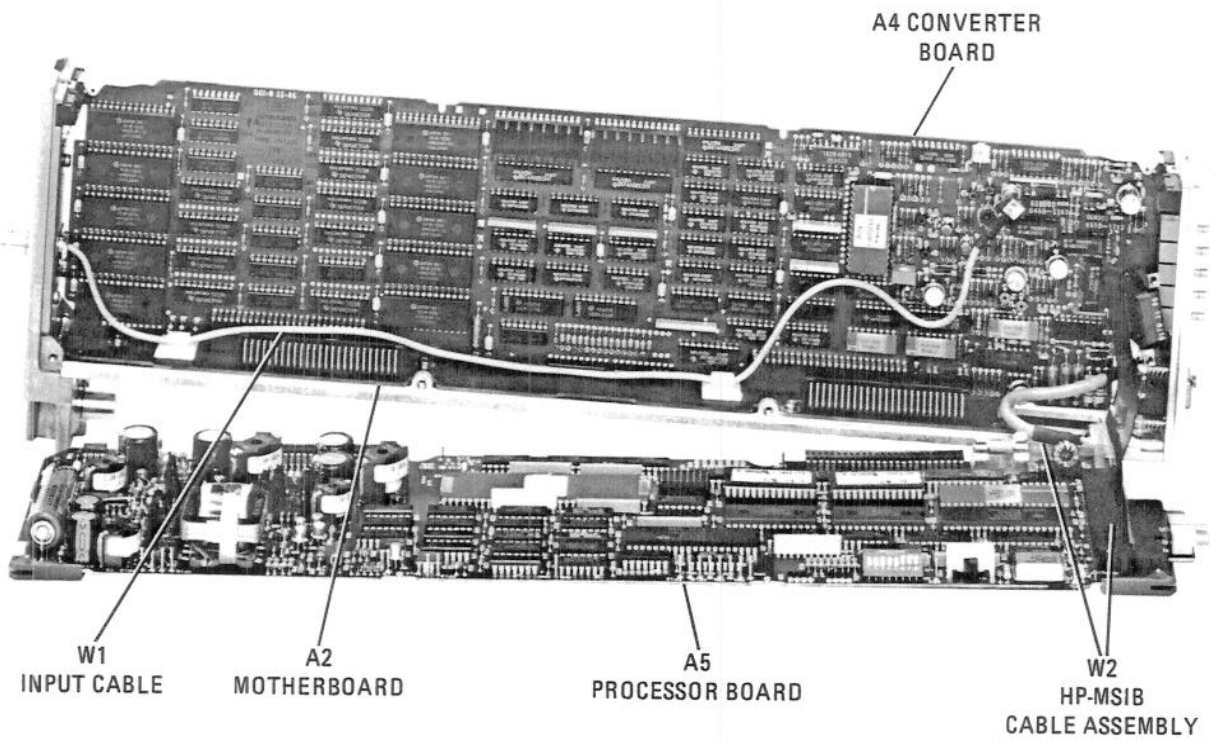 A4 CONVERTER
BOARD
W1
INPUT CABLE
A2
MOTHERBOARD
A5
PROCESSOR BOARD
W2
HP-MSIB
CABLE ASSEMBLY